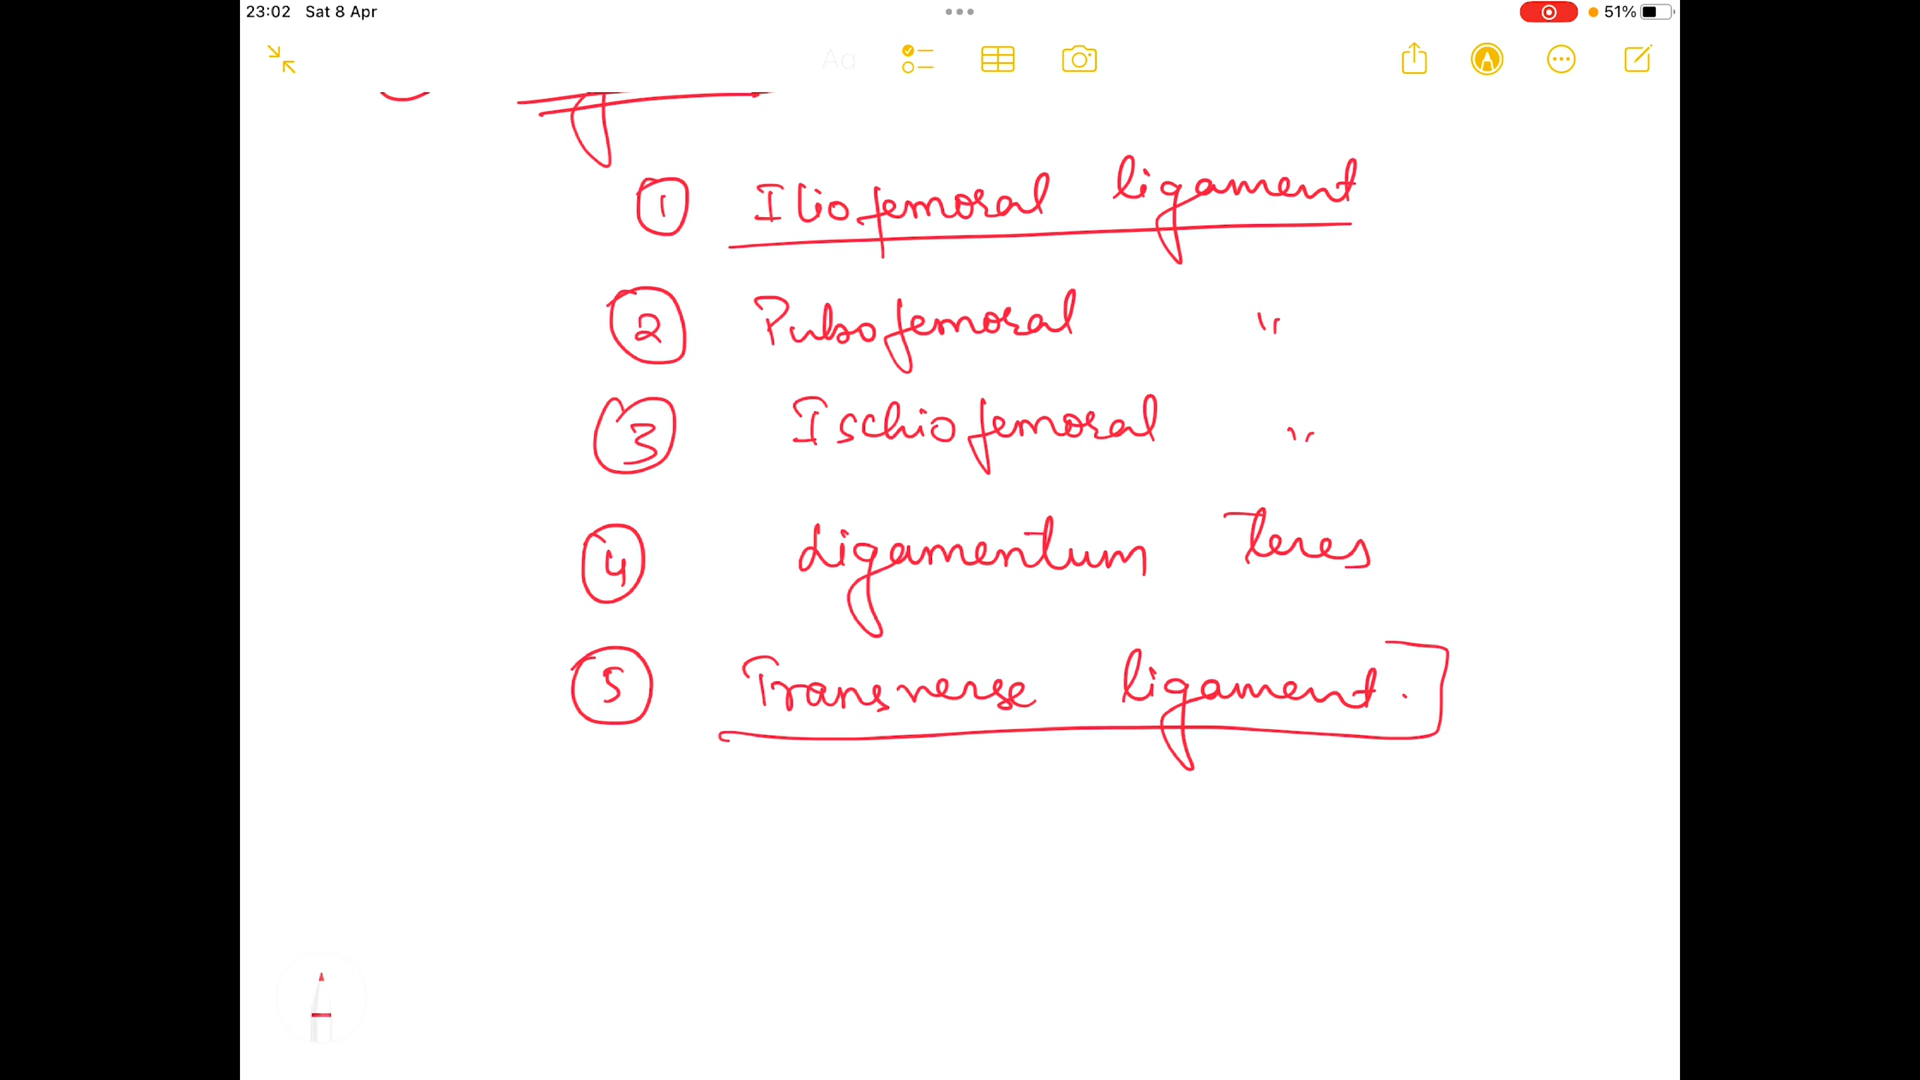 23:02 Sat 8 Apr
51%
Aa
1 Iliofemoral ligament
2 Pubofemoral "
3 Ischiofemoral "
4 Ligamentum Teres
5 Transverse ligament.